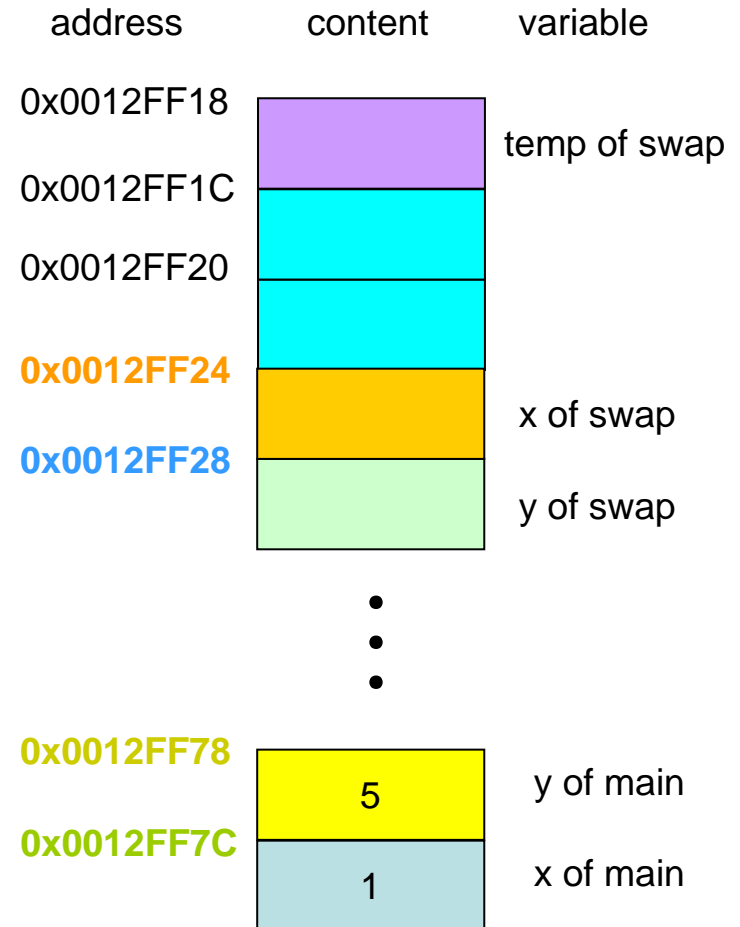 address content variable
0x0012FF18
temp of swap
0x0012FF1C
0x0012FF20
0x0012FF24
x of swap
0x0012FF28
y of swap
0x0012FF78
5 y of main
0x0012FF7C
1 x of main